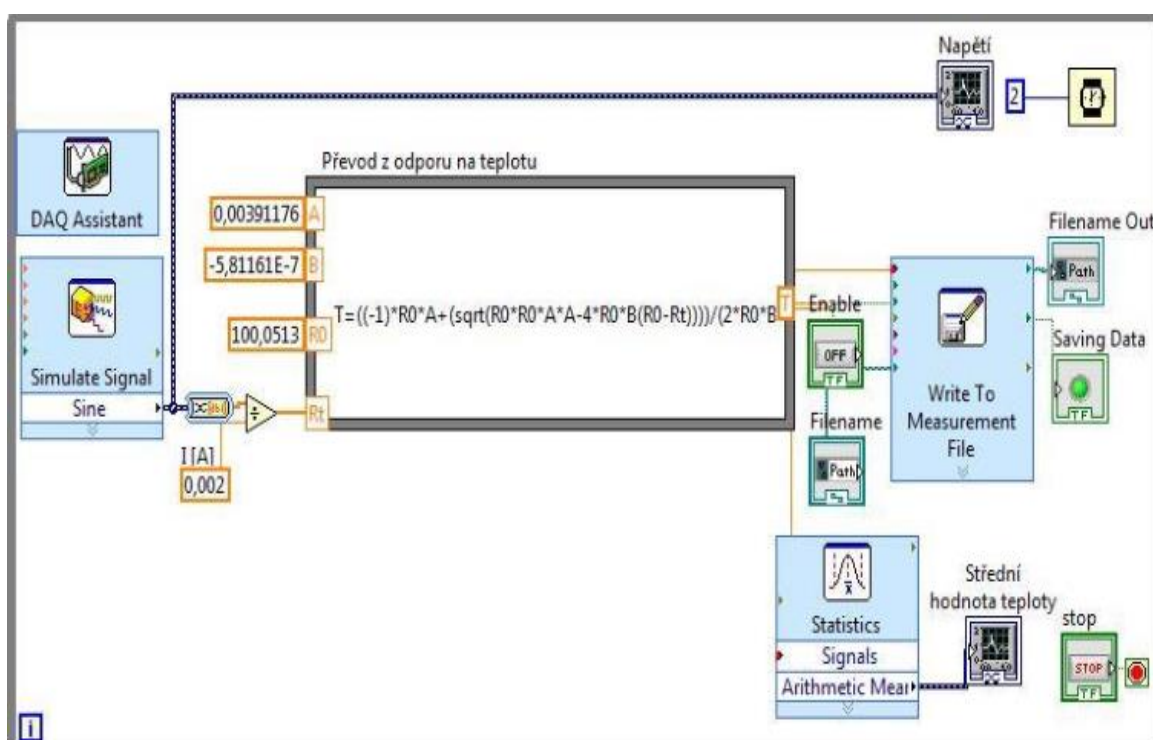 Napětí
2
DAQ Assistant
Převod z odporu na teplotu
0,00391176
A
-5,81161E-7
B
100,0513
R0
T=((-1)*R0*A+(sqrt(R0*R0*A*A-4*R0*B(R0-Rt))))/(2*R0*B
T
Rt
Simulate Signal
Sine
I [A]
0,002
÷
Enable
OFF
TF
Filename
Path
Write To
Measurement
File
Filename Out
Path
Saving Data
TF
Statistics
Signals
Arithmetic Mear
Střední
hodnota teploty
stop
STOP
TF
i